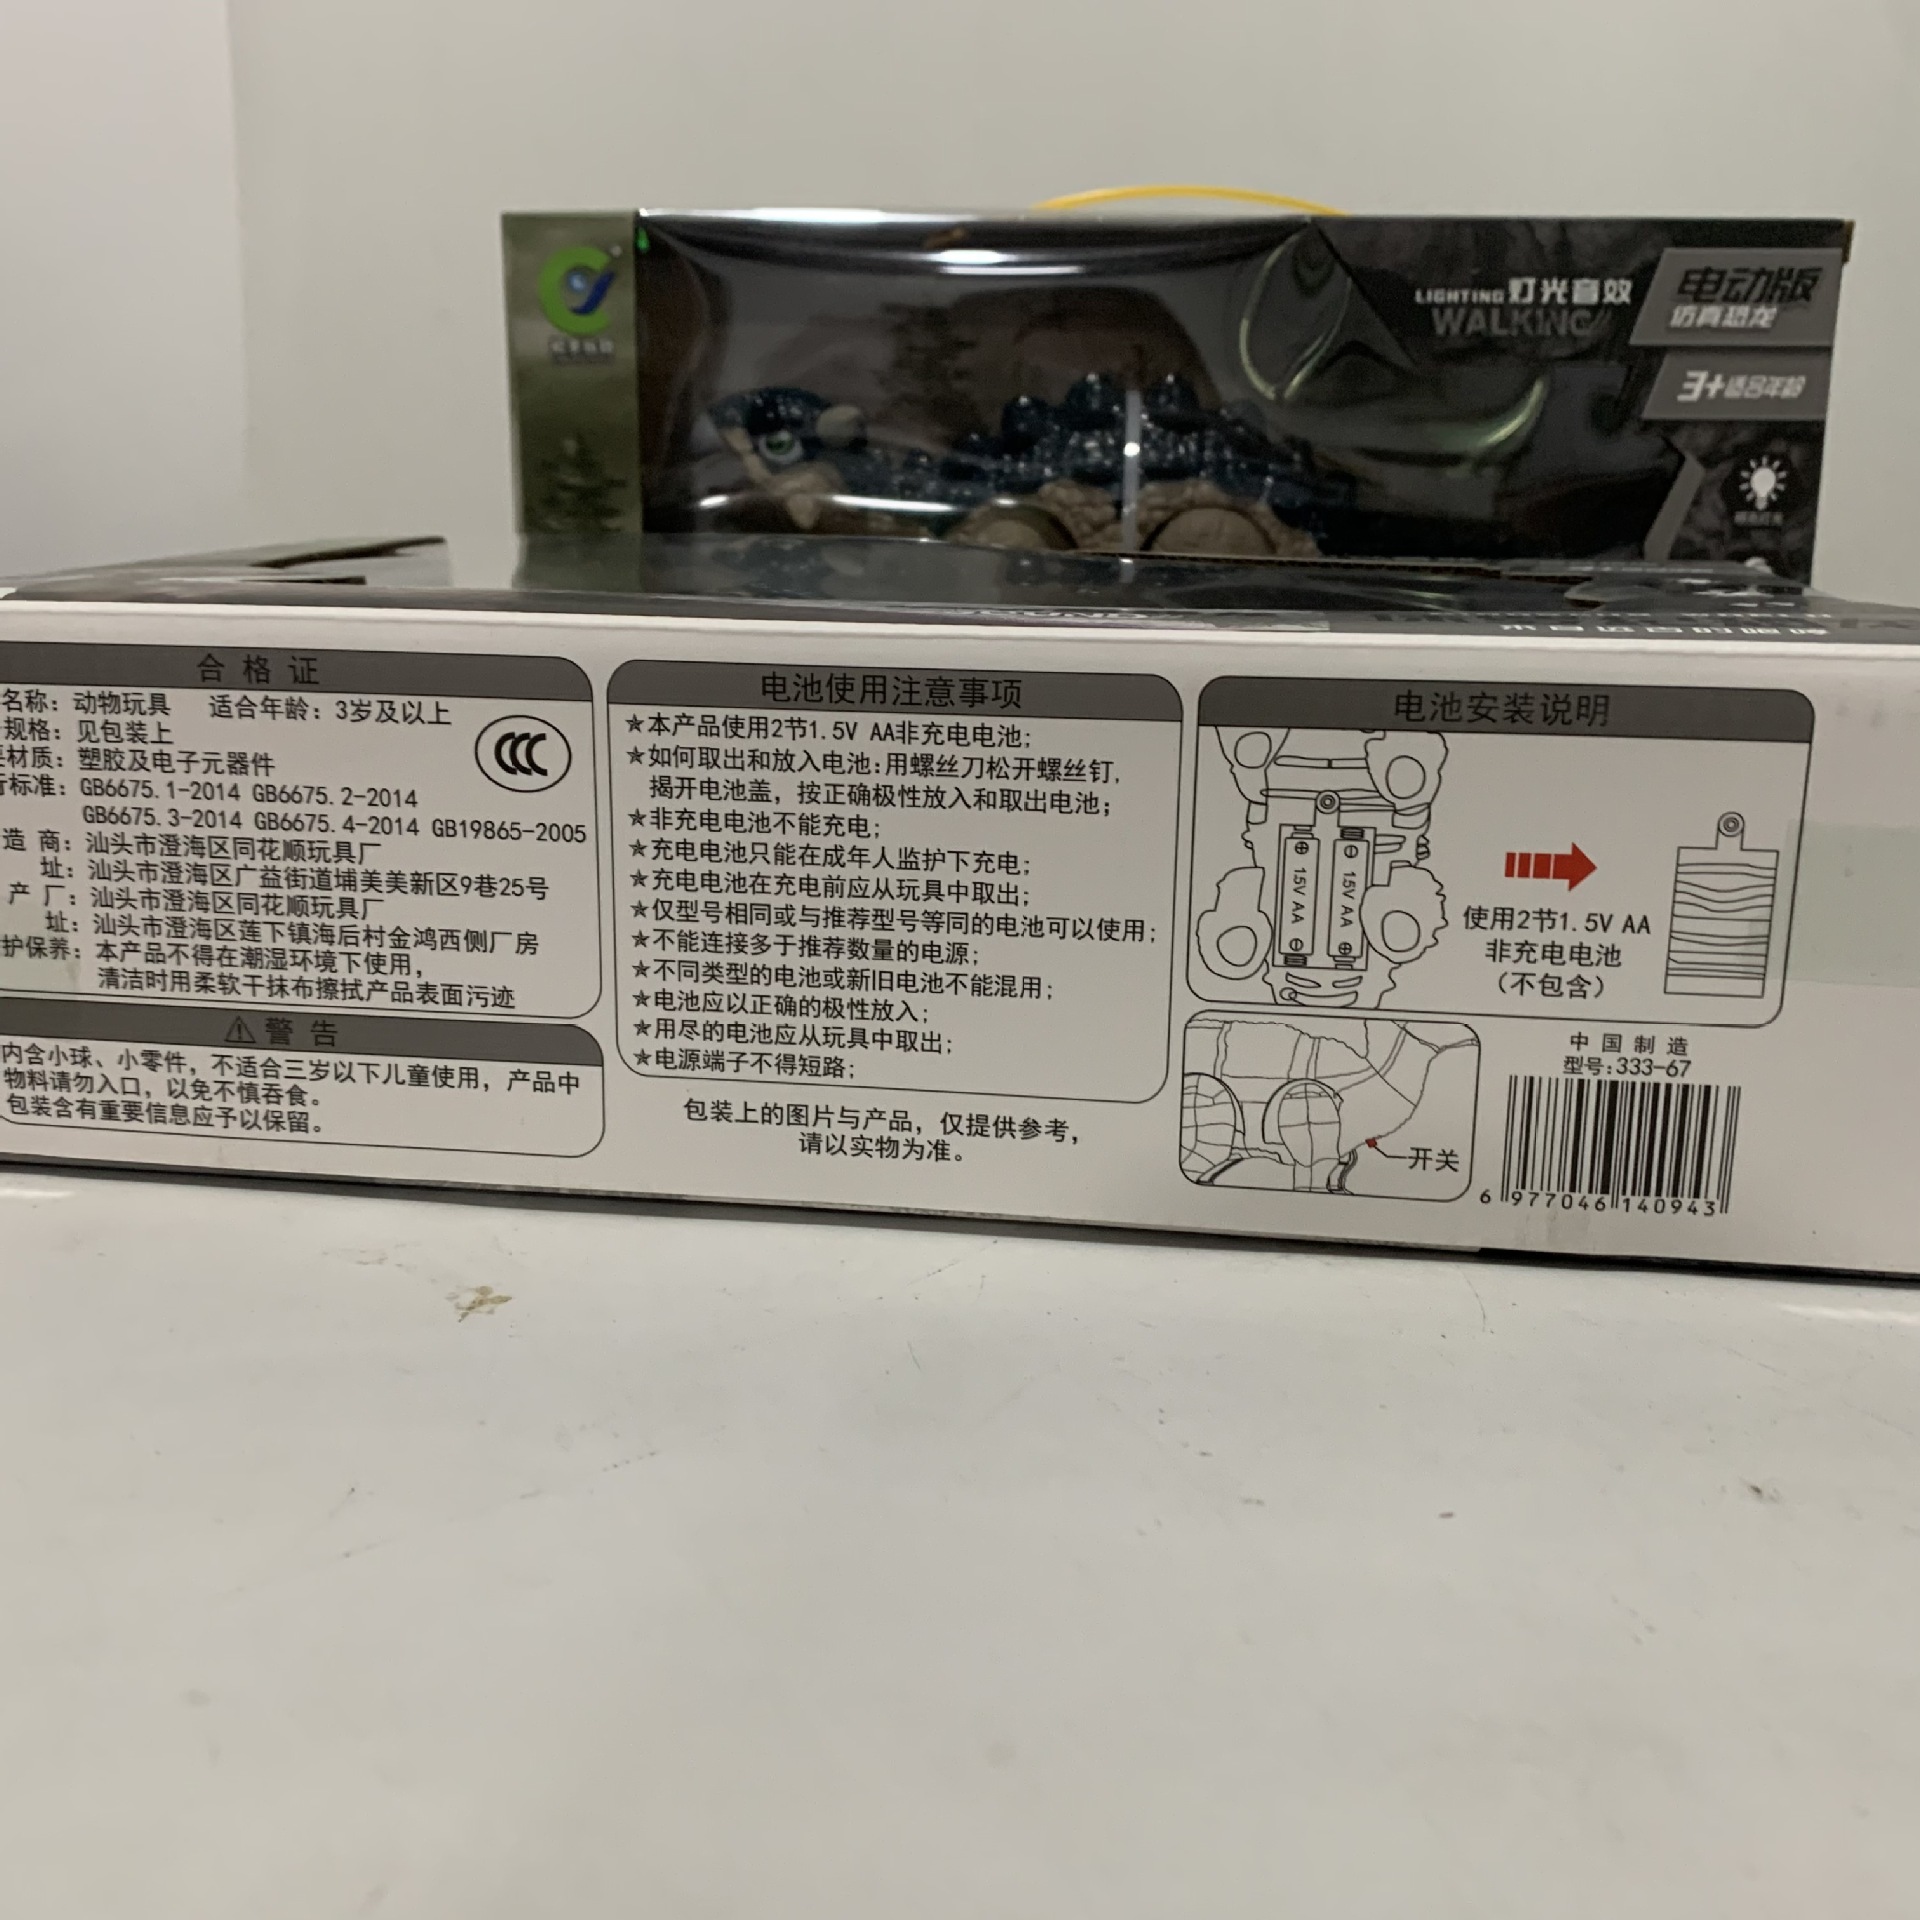 LIGHTING 灯光音效
WALKING
电动版
仿真恐龙
3+适合年龄
合格证
名称：动物玩具 适合年龄：3岁及以上
规格：见包装上
材质：塑胶及电子元器件
标准：GB6675.1-2014 GB6675.2-2014
GB6675.3-2014 GB6675.4-2014 GB19865-2005
造 商：汕头市澄海区同花顺玩具厂
址：汕头市澄海区广益街道埔美美新区9巷25号
产 厂：汕头市澄海区同花顺玩具厂
址：汕头市澄海区莲下镇海后村金鸿西侧厂房
护保养：本产品不得在潮湿环境下使用，
清洁时用柔软干抹布擦拭产品表面污迹
CCC
警告
内含小球、小零件，不适合三岁以下儿童使用，产品中
物料请勿入口，以免不慎吞食。
包装含有重要信息应予以保留。
电池使用注意事项
★本产品使用2节1.5V AA非充电电池；
★如何取出和放入电池：用螺丝刀松开螺丝钉，
揭开电池盖，按正确极性放入和取出电池；
★非充电电池不能充电；
★充电电池只能在成年人监护下充电；
★充电电池在充电前应从玩具中取出；
★仅型号相同或与推荐型号等同的电池可以使用；
★不能连接多于推荐数量的电源；
★不同类型的电池或新旧电池不能混用；
★电池应以正确的极性放入；
★用尽的电池应从玩具中取出；
★电源端子不得短路；
包装上的图片与产品，仅提供参考，
请以实物为准。
电池安装说明
1.5V AA
1.5V AA
使用2节1.5V AA
非充电电池
（不包含）
开关
中国制造
型号：333-67
6 977046 140943